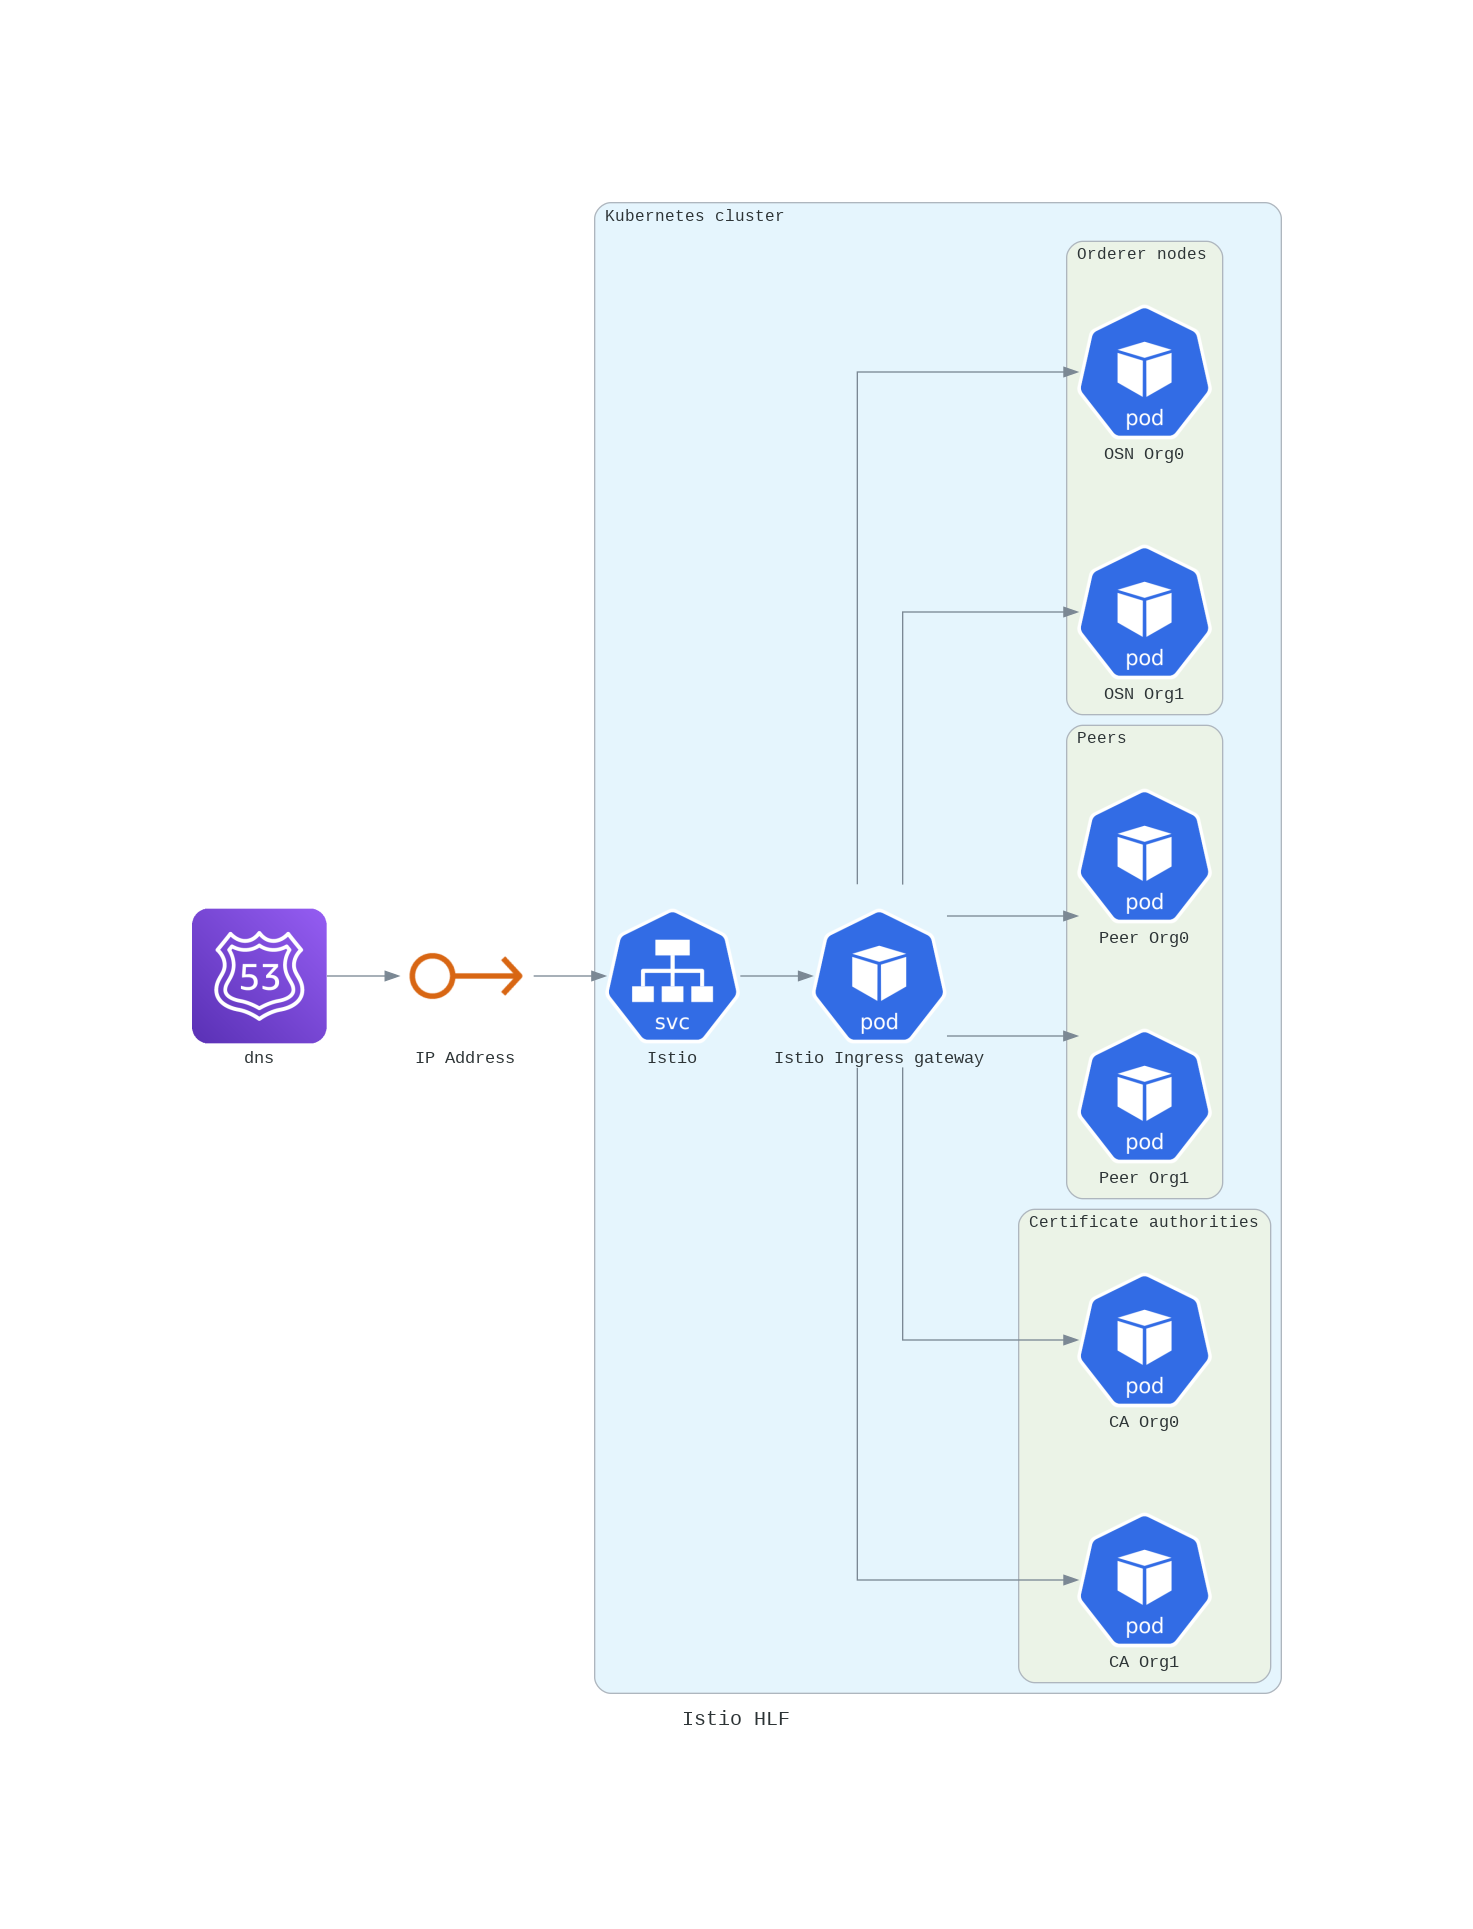 Kubernetes cluster
Orderer nodes
pod
OSN Org0
pod
OSN Org1
Peers
pod
Peer Org0
53
dns
IP Address
svc
Istio
pod
Istio Ingress gateway
pod
Peer Org1
Certificate authorities
pod
CA Org0
pod
CA Org1
Istio HLF